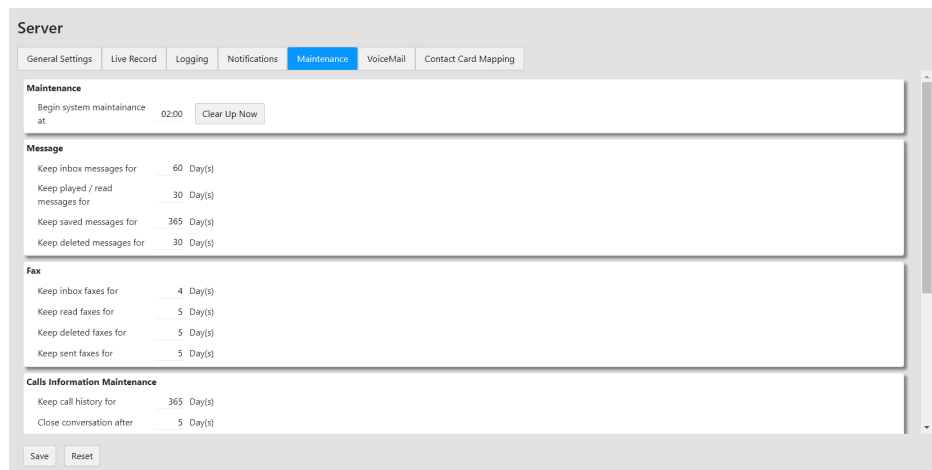 Server
General Settings Live Record Logging Notifications Maintenance VoiceMail Contact Card Mapping
Maintenance
Begin system maintainance
at 02:00 Clear Up Now
Message
Keep inbox messages for 60 Day(s)
Keep played / read
messages for 30 Day(s)
Keep saved messages for 365 Day(s)
Keep deleted messages for 30 Day(s)
Fax
Keep inbox faxes for 4 Day(s)
Keep read faxes for 5 Day(s)
Keep deleted faxes for 5 Day(s)
Keep sent faxes for 5 Day(s)
Calls Information Maintenance
Keep call history for 365 Day(s)
Close conversation after 5 Day(s)
Save Reset